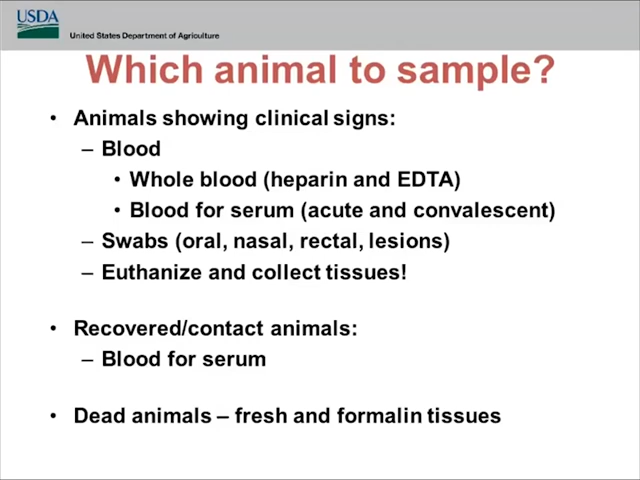 USDA
United States Department of Agriculture
Which animal to sample?
• Animals showing clinical signs:
– Blood
• Whole blood (heparin and EDTA)
• Blood for serum (acute and convalescent)
– Swabs (oral, nasal, rectal, lesions)
– Euthanize and collect tissues!
• Recovered/contact animals:
– Blood for serum
• Dead animals – fresh and formalin tissues